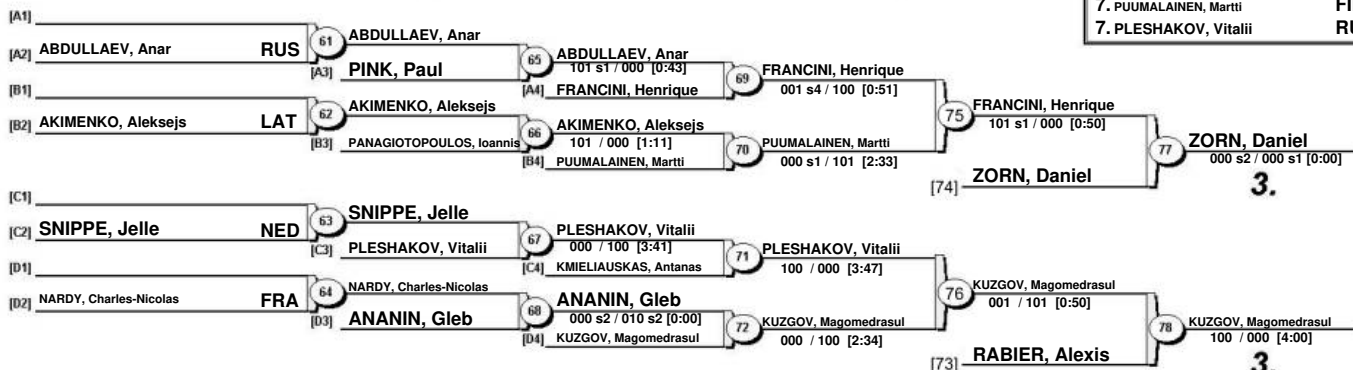 7. PUUMALAINEN, Martti
7. PLESHAKOV, Vitalii
[A1]
[A2] ABDULLAEV, Anar RUS
61
ABDULLAEV, Anar
[A3] PINK, Paul
65
ABDULLAEV, Anar
101 s1 / 000 [0:43]
[A4] FRANCINI, Henrique
69
FRANCINI, Henrique
001 s4 / 100 [0:51]
[B1]
[B2] AKIMENKO, Aleksejs LAT
62
AKIMENKO, Aleksejs
[B3] PANAGIOTOPOULOS, Ioannis
66
AKIMENKO, Aleksejs
101 / 000 [1:11]
[B4] PUUMALAINEN, Martti
70
PUUMALAINEN, Martti
000 s1 / 101 [2:33]
75
FRANCINI, Henrique
101 s1 / 000 [0:50]
[74] ZORN, Daniel
77
ZORN, Daniel
000 s2 / 000 s1 [0:00]
3.
[C1]
[C2] SNIPPE, Jelle NED
63
SNIPPE, Jelle
[C3] PLESHAKOV, Vitalii
67
PLESHAKOV, Vitalii
000 / 100 [3:41]
[C4] KMIELIAUSKAS, Antanas
71
PLESHAKOV, Vitalii
100 / 000 [3:47]
[D1]
[D2] NARDY, Charles-Nicolas FRA
64
NARDY, Charles-Nicolas
[D3] ANANIN, Gleb
68
ANANIN, Gleb
000 s2 / 010 s2 [0:00]
[D4] KUZGOV, Magomedrasul
72
KUZGOV, Magomedrasul
000 / 100 [2:34]
76
KUZGOV, Magomedrasul
001 / 101 [0:50]
[73] RABIER, Alexis
78
KUZGOV, Magomedrasul
100 / 000 [4:00]
3.